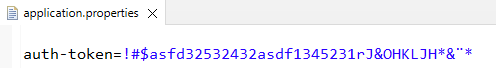 application.properties
auth-token=!#$asfd32532432asdf1345231rJ&OHKLJH*&¨*